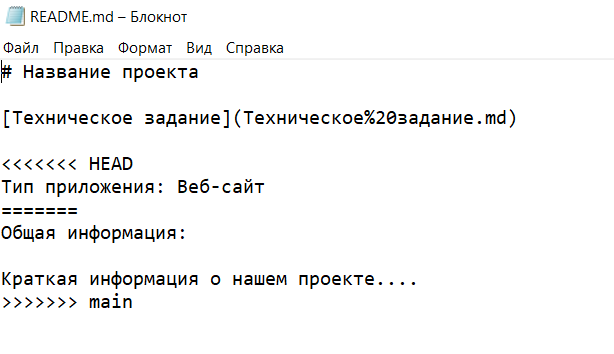 README.md – Блокнот
Файл Правка Формат Вид Справка
# Название проекта
[Техническое задание](Техническое%20задание.md)
<<<<<<< HEAD
Тип приложения: Веб-сайт
=======
Общая информация:
Краткая информация о нашем проекте....
>>>>>>> main